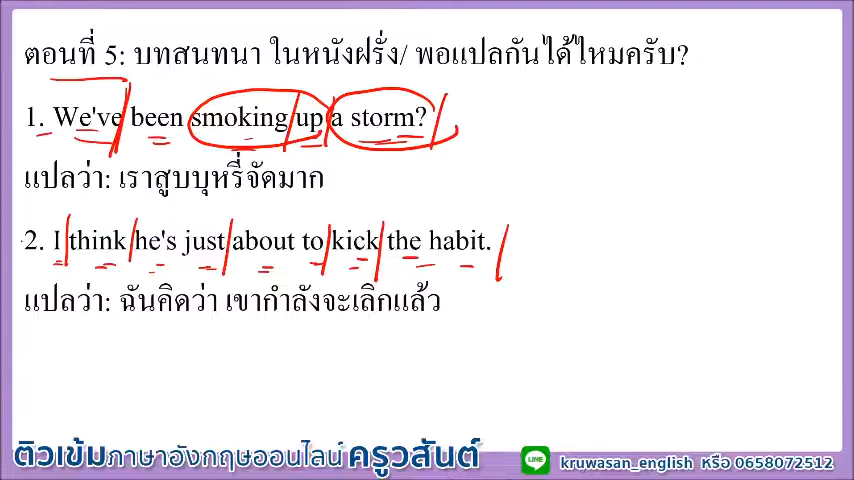 ตอนที่ 5: บทสนทนา ในหนังฝรั่ง/ พอแปลกันได้ไหมครับ?
1. We've been smoking up a storm?
แปลว่า: เราสูบบุหรี่จัดมาก
2. I think he's just about to kick the habit.
แปลว่า: ฉันคิดว่า เขากำลังจะเลิกแล้ว
ติวเข้มภาษาอังกฤษออนไลน์ ครูวสันต์ LINE kruwasan_english หรือ 0658072512